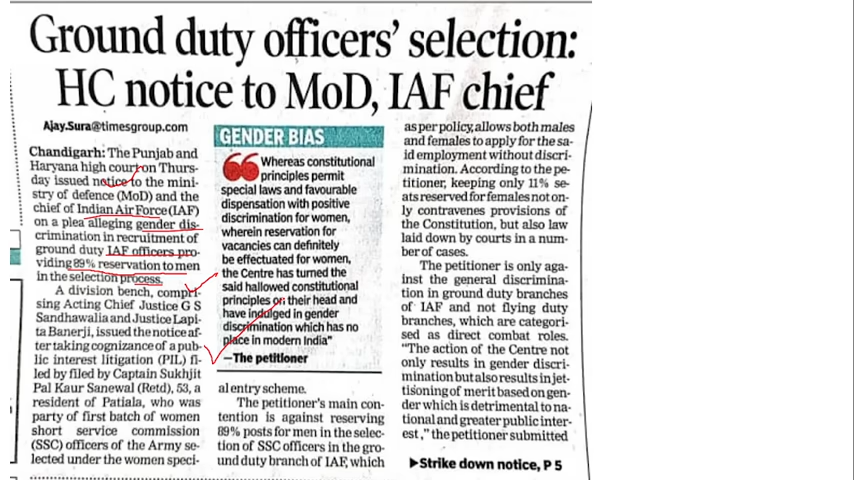 Ground duty officers' selection:
HC notice to MoD, IAF chief
Ajay.Sura@timesgroup.com
Chandigarh: The Punjab and
Haryana high court on Thurs-
day issued notice to the mini-
stry of defence (MoD) and the
chief of Indian Air Force (IAF)
on a plea alleging gender dis-
crimination in recruitment of
ground duty IAF officers pro-
viding 89% reservation to men
in the selection process.
A division bench, compri-
sing Acting Chief Justice G S
Sandhawalia and Justice Lapi-
ta Banerji, issued the notice af-
ter taking cognizance of a pub-
lic interest litigation (PIL) fi-
led by filed by Captain Sukhjit
Pal Kaur Sanewal (Retd), 53, a
resident of Patiala, who was
party of first batch of women
short service commission
(SSC) officers of the Army se-
lected under the women speci-
GENDER BIAS
Whereas constitutional
principles permit
special laws and favourable
dispensation with positive
discrimination for women,
wherein reservation for
vacancies can definitely
be effectuated for women,
the Centre has turned the
said hallowed constitutional
principles on their head and
have indulged in gender
discrimination which has no
place in modern India"
—The petitioner
al entry scheme.
The petitioner's main con-
tention is against reserving
89% posts for men in the selec-
tion of SSC officers in the gro-
und duty branch of IAF, which
as per policy, allows both males
and females to apply for the sa-
id employment without discri-
mination. According to the pe-
titioner, keeping only 11% se-
ats reserved for females not on-
ly contravenes provisions of
the Constitution, but also law
laid down by courts in a num-
ber of cases.
The petitioner is only aga-
inst the general discrimina-
tion in ground duty branches
of IAF and not flying duty
branches, which are categori-
sed as direct combat roles.
"The action of the Centre not
only results in gender discri-
mination but also results in jet-
tisoning of merit based on gen-
der which is detrimental to na-
tional and greater public inter-
est," the petitioner submitted
▶Strike down notice, P 5